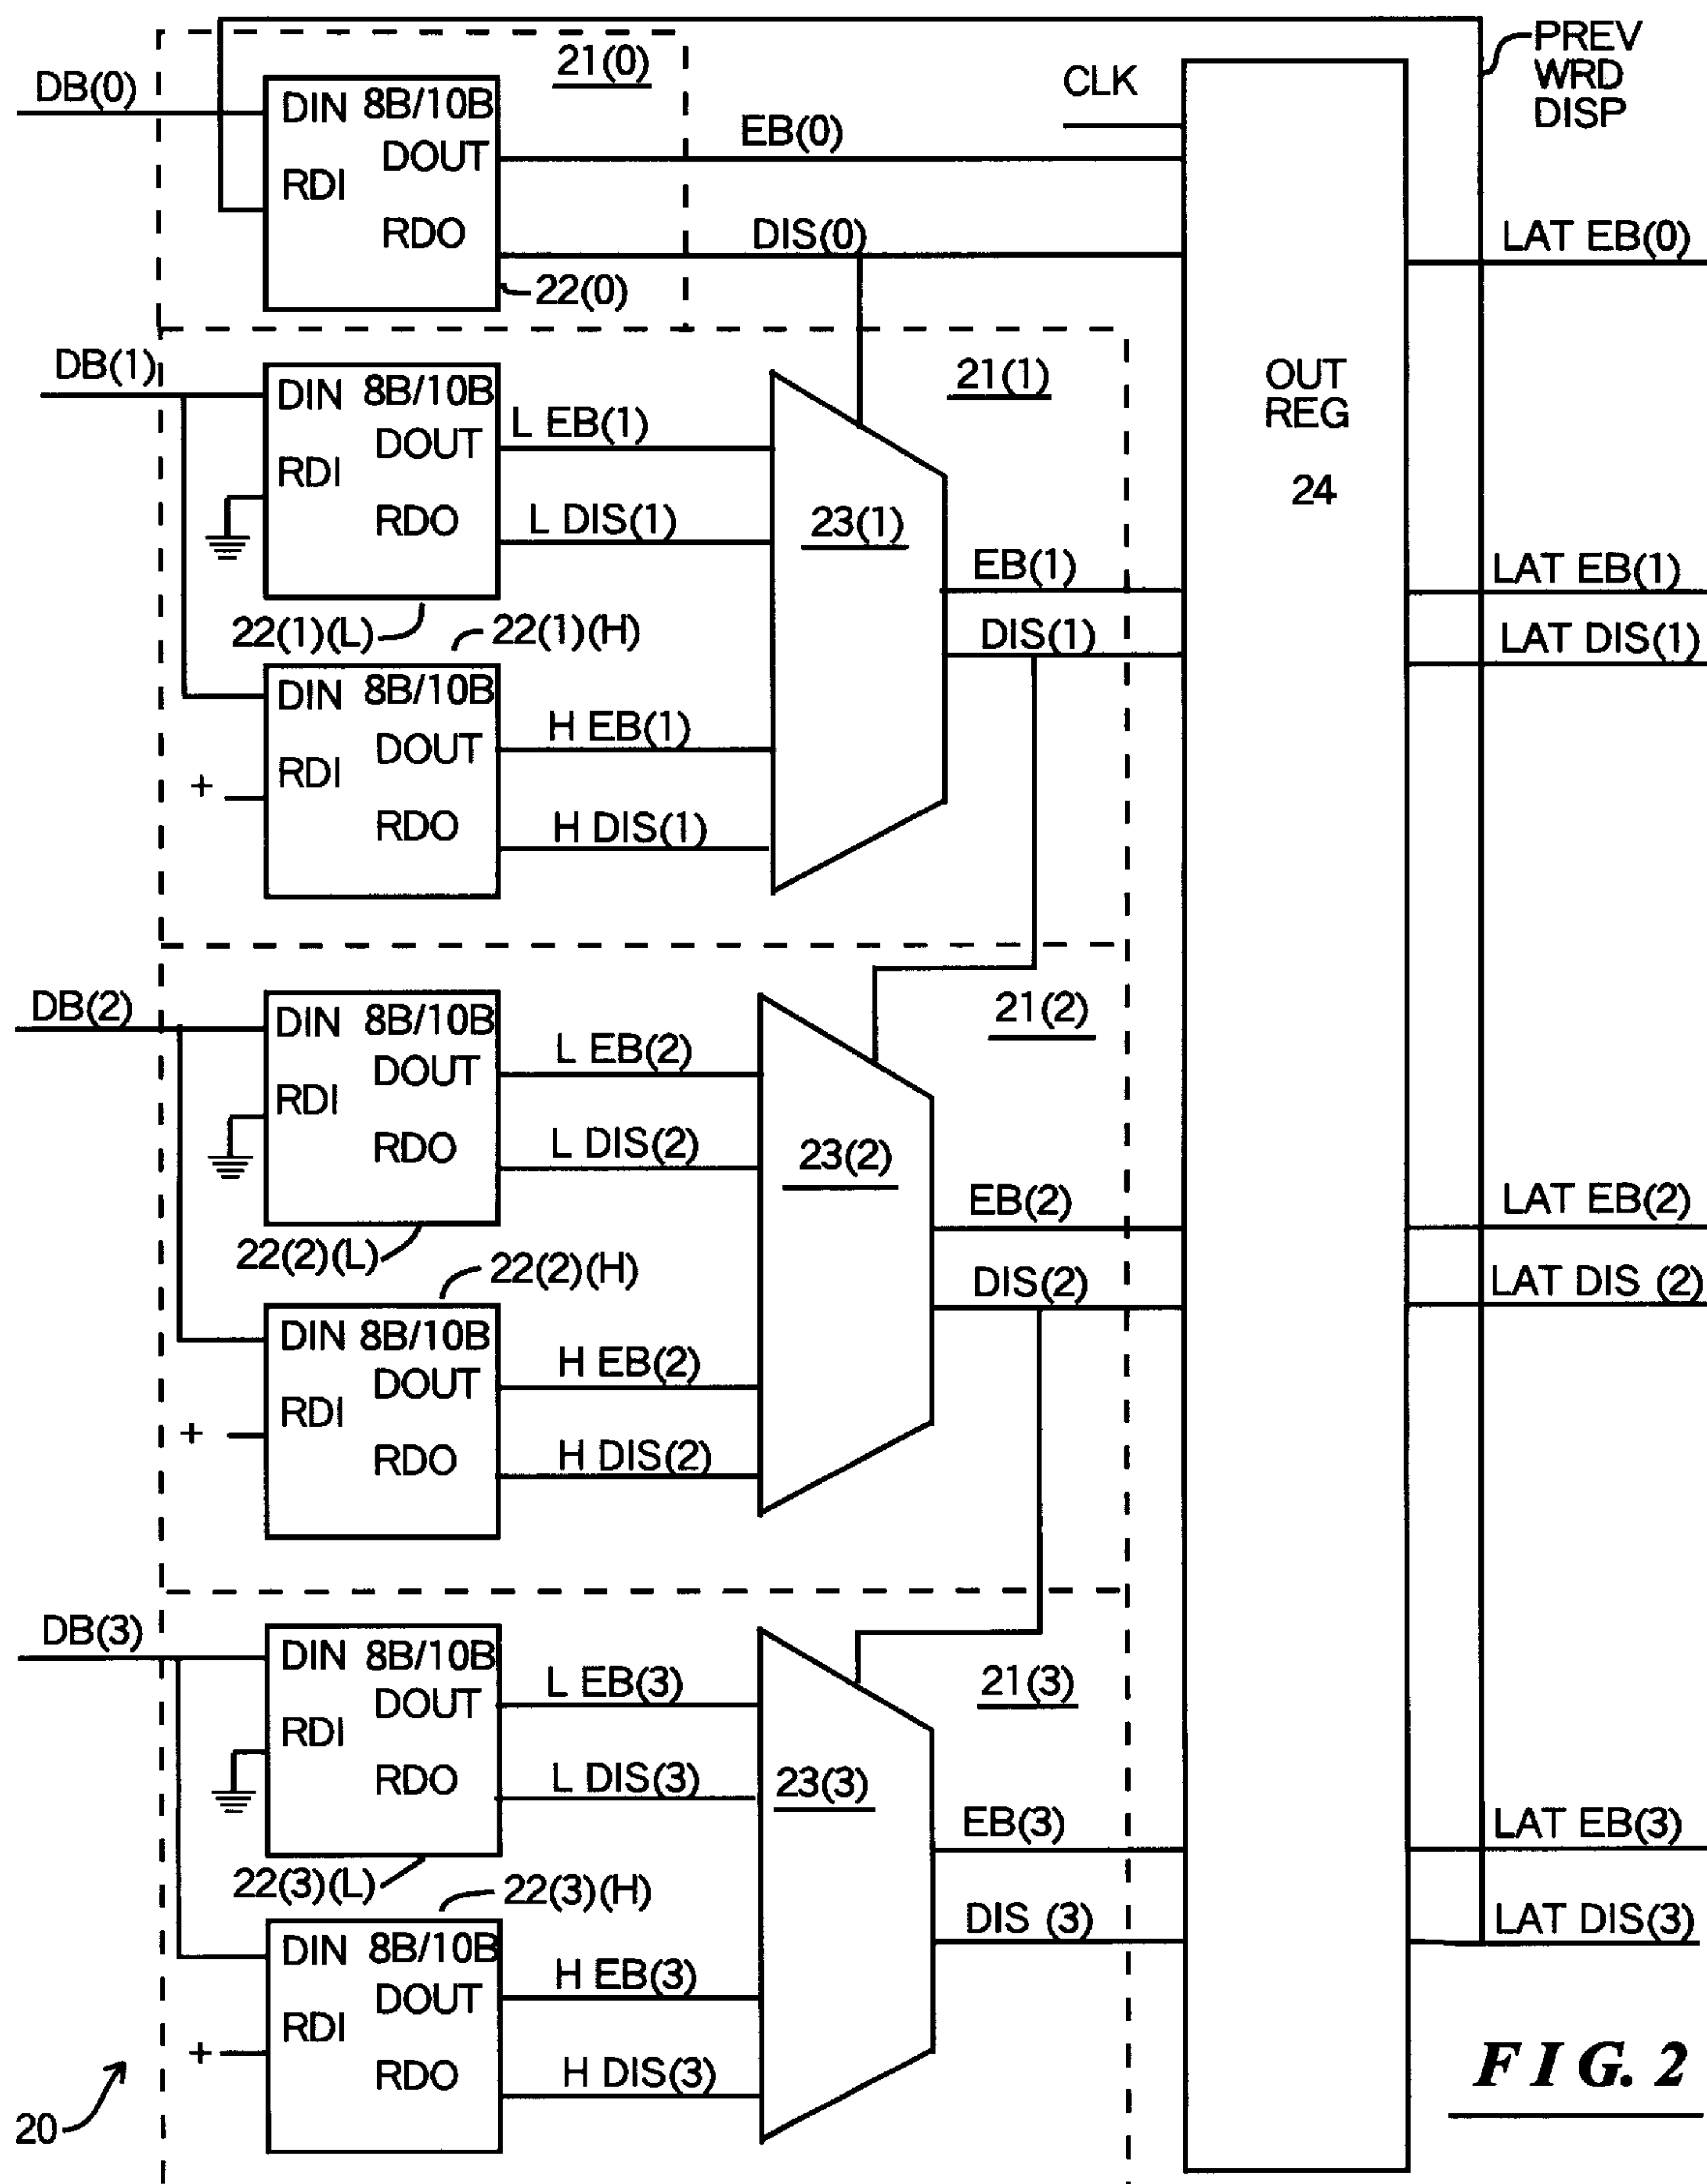 PREV
WRD
DISP
DB(0)
21(0)
CLK
DIN 8B/10B
DOUT
RDI
RDO
EB(0)
DIS(0)
22(0)
LAT EB(0)
DB(1)
21(1)
OUT
REG
24
DIN 8B/10B
DOUT
RDI
RDO
L EB(1)
L DIS(1)
23(1)
EB(1)
DIS(1)
LAT EB(1)
LAT DIS(1)
22(1)(L)
22(1)(H)
DIN 8B/10B
DOUT
RDI
RDO
+
H EB(1)
H DIS(1)
DB(2)
21(2)
DIN 8B/10B
DOUT
RDI
RDO
L EB(2)
L DIS(2)
23(2)
EB(2)
DIS(2)
LAT EB(2)
LAT DIS (2)
22(2)(L)
22(2)(H)
DIN 8B/10B
DOUT
RDI
RDO
+
H EB(2)
H DIS(2)
DB(3)
21(3)
DIN 8B/10B
DOUT
RDI
RDO
L EB(3)
L DIS(3)
23(3)
EB(3)
DIS (3)
LAT EB(3)
LAT DIS(3)
22(3)(L)
22(3)(H)
DIN 8B/10B
DOUT
RDI
RDO
+
H EB(3)
H DIS(3)
20
FIG. 2